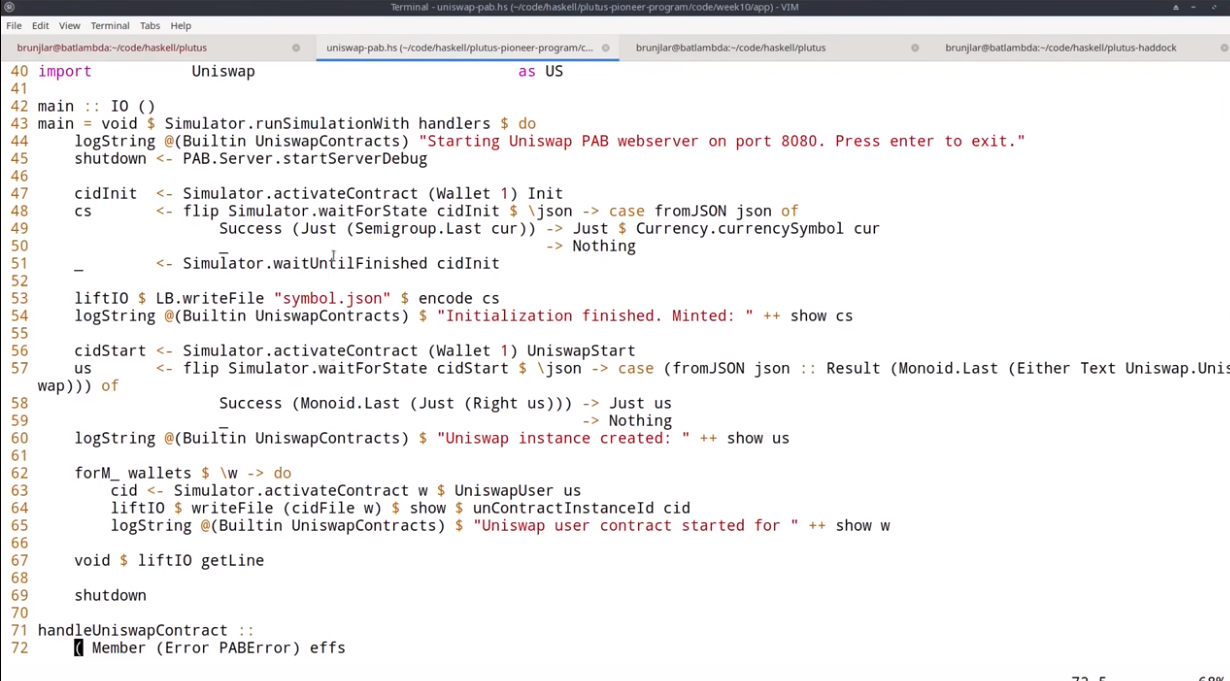 Terminal - uniswap-pab.hs (~/code/haskell/plutus-pioneer-program/code/week10/app) - VIM
File Edit View Terminal Tabs Help
brunjlar@batlambda:~/code/haskell/plutus uniswap-pab.hs (~/code/haskell/plutus-pioneer-program/c... brunjlar@batlambda:~/code/haskell/plutus brunjlar@batlambda:~/code/haskell/plutus-haddock
40 import           Uniswap                             as US
41
42 main :: IO ()
43 main = void $ Simulator.runSimulationWith handlers $ do
44     logString @(Builtin UniswapContracts) "Starting Uniswap PAB webserver on port 8080. Press enter to exit."
45     shutdown <- PAB.Server.startServerDebug
46
47     cidInit  <- Simulator.activateContract (Wallet 1) Init
48     cs       <- flip Simulator.waitForState cidInit $ \json -> case fromJSON json of
49                     Success (Just (Semigroup.Last cur)) -> Just $ Currency.currencySymbol cur
50                     _                                   -> Nothing
51     _        <- Simulator.waitUntilFinished cidInit
52
53     liftIO $ LB.writeFile "symbol.json" $ encode cs
54     logString @(Builtin UniswapContracts) $ "Initialization finished. Minted: " ++ show cs
55
56     cidStart <- Simulator.activateContract (Wallet 1) UniswapStart
57     us       <- flip Simulator.waitForState cidStart $ \json -> case (fromJSON json :: Result (Monoid.Last (Either Text Uniswap.Unis
wap))) of
58                     Success (Monoid.Last (Just (Right us))) -> Just us
59                     _                                       -> Nothing
60     logString @(Builtin UniswapContracts) $ "Uniswap instance created: " ++ show us
61
62     forM_ wallets $ \w -> do
63         cid <- Simulator.activateContract w $ UniswapUser us
64         liftIO $ writeFile (cidFile w) $ show $ unContractInstanceId cid
65         logString @(Builtin UniswapContracts) $ "Uniswap user contract started for " ++ show w
66
67     void $ liftIO getLine
68
69     shutdown
70
71 handleUniswapContract ::
72     ( Member (Error PABError) effs